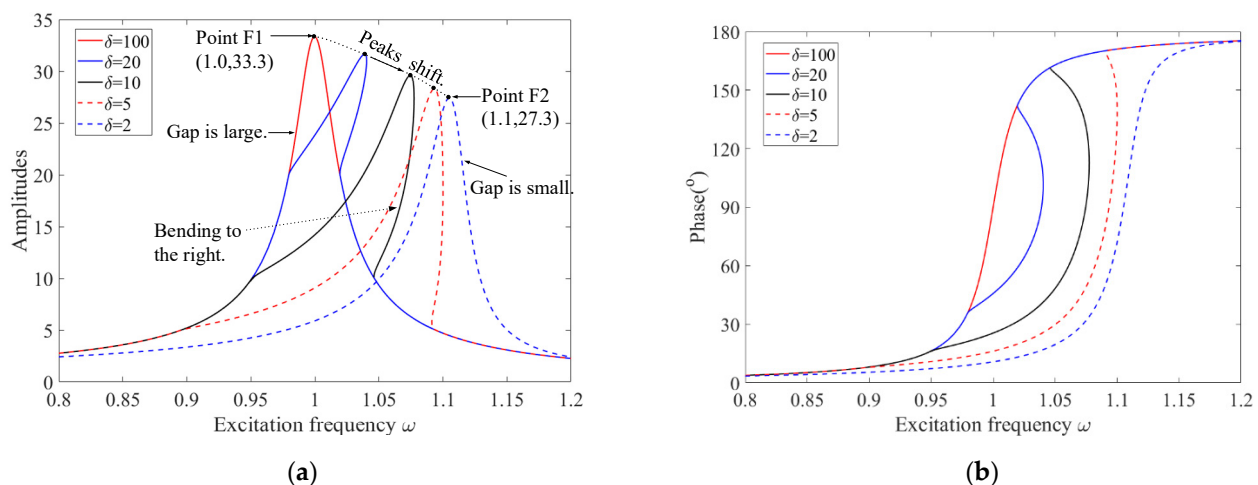 35
30
25
20
15
10
5
0
Amplitudes
δ=100
δ=20
δ=10
δ=5
δ=2
Point F1
(1.0,33.3)
Peaks shift.
Point F2
(1.1,27.3)
Gap is large.
Gap is small.
Bending to
the right.
0.8 0.85 0.9 0.95 1 1.05 1.1 1.15 1.2
Excitation frequency ω
(a)
180
150
120
90
60
30
0
Phase(°)
δ=100
δ=20
δ=10
δ=5
δ=2
0.8 0.85 0.9 0.95 1 1.05 1.1 1.15 1.2
Excitation frequency ω
(b)